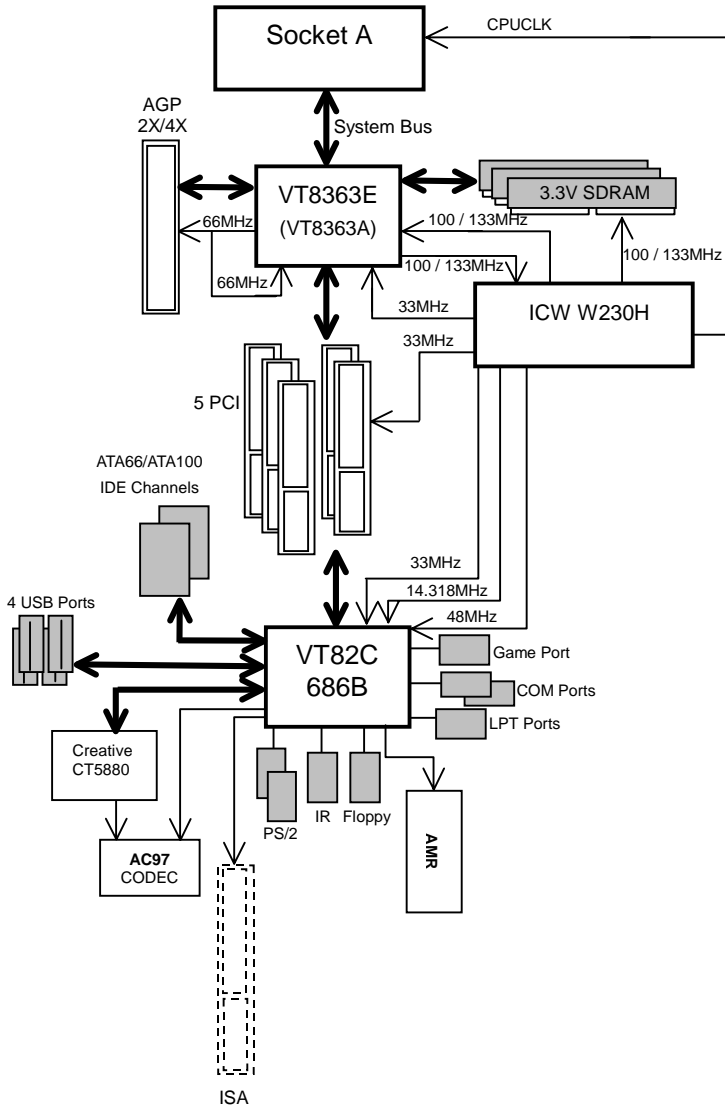 Socket A
CPUCLK
AGP
2X/4X
System Bus
VT8363E
(VT8363A)
3.3V SDRAM
66MHz
100 / 133MHz
100 / 133MHz
100 / 133MHz
66MHz
33MHz
ICW W230H
33MHz
5 PCI
ATA66/ATA100
IDE Channels
33MHz
14.318MHz
4 USB Ports
48MHz
VT82C
686B
Game Port
COM Ports
LPT Ports
Creative
CT5880
PS/2
IR
Floppy
AMR
AC97
CODEC
ISA